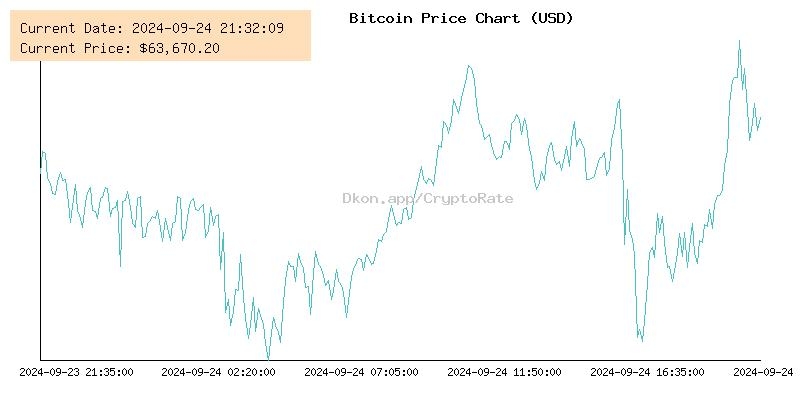 Bitcoin Price Chart (USD)
Current Date: 2024-09-24 21:32:09
Current Price: $63,670.20
Dkon.app/CryptoRate
2024-09-23 21:35:00 2024-09-24 02:20:00 2024-09-24 07:05:00 2024-09-24 11:50:00 2024-09-24 16:35:00 2024-09-24